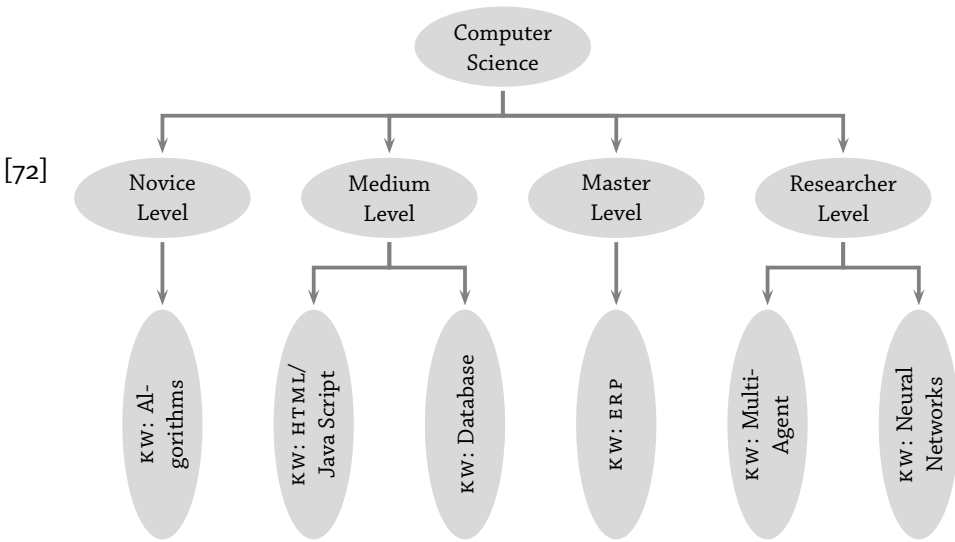 Computer
Science
[72]
Novice
Level
Medium
Level
Master
Level
Researcher
Level
KW: Al-
gorithms
KW: HTML/
Java Script
KW: Database
KW: ERP
KW: Multi-
Agent
KW: Neural
Networks